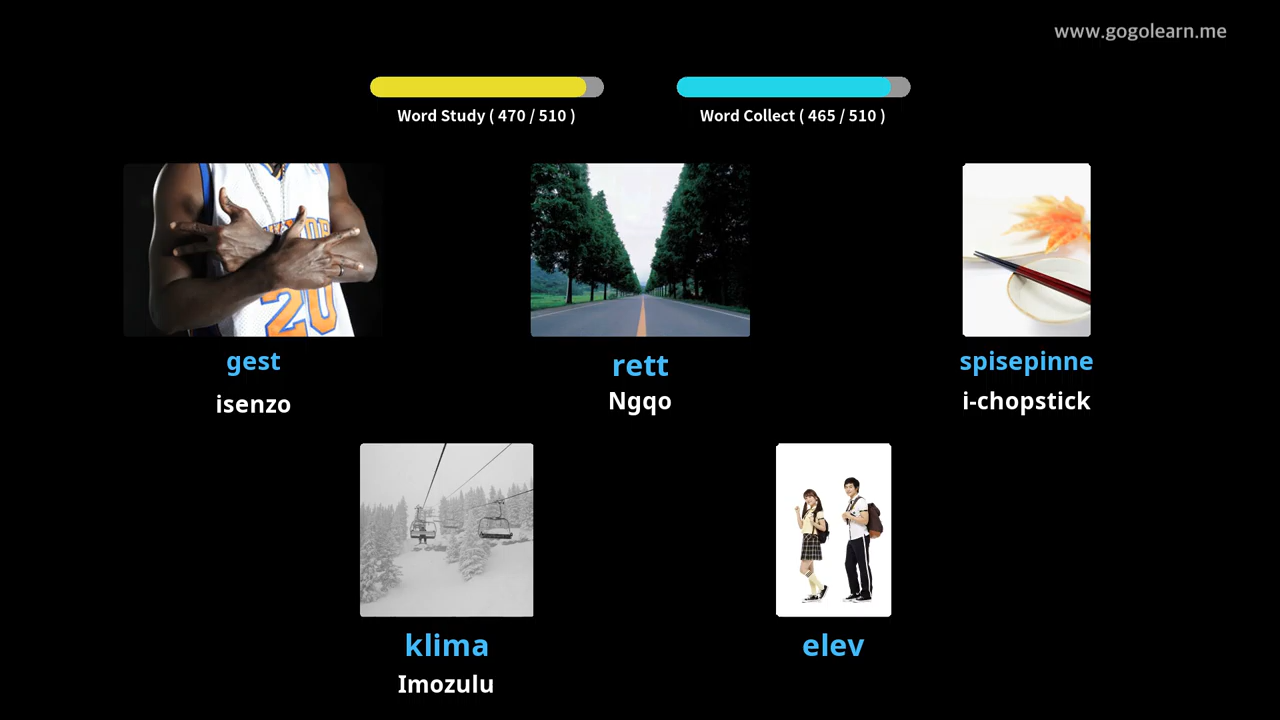 www.gogolearn.me
Word Study ( 470 / 510 )
Word Collect ( 465 / 510 )
20
gest
rett
spisepinne
isenzo
Ngqo
i-chopstick
klima
elev
Imozulu